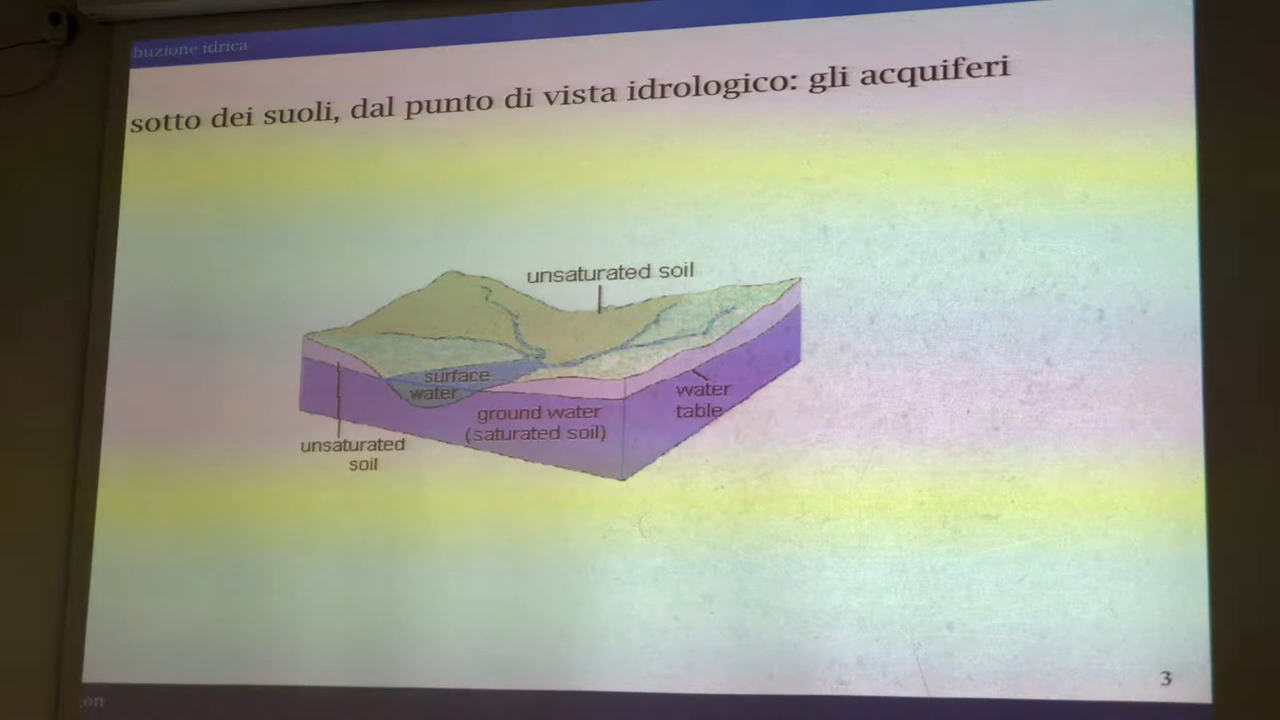 buzione idrica
sotto dei suoli, dal punto di vista idrologico: gli acquiferi
unsaturated soil
surface
water
ground water
(saturated soil)
water
table
unsaturated
soil
3